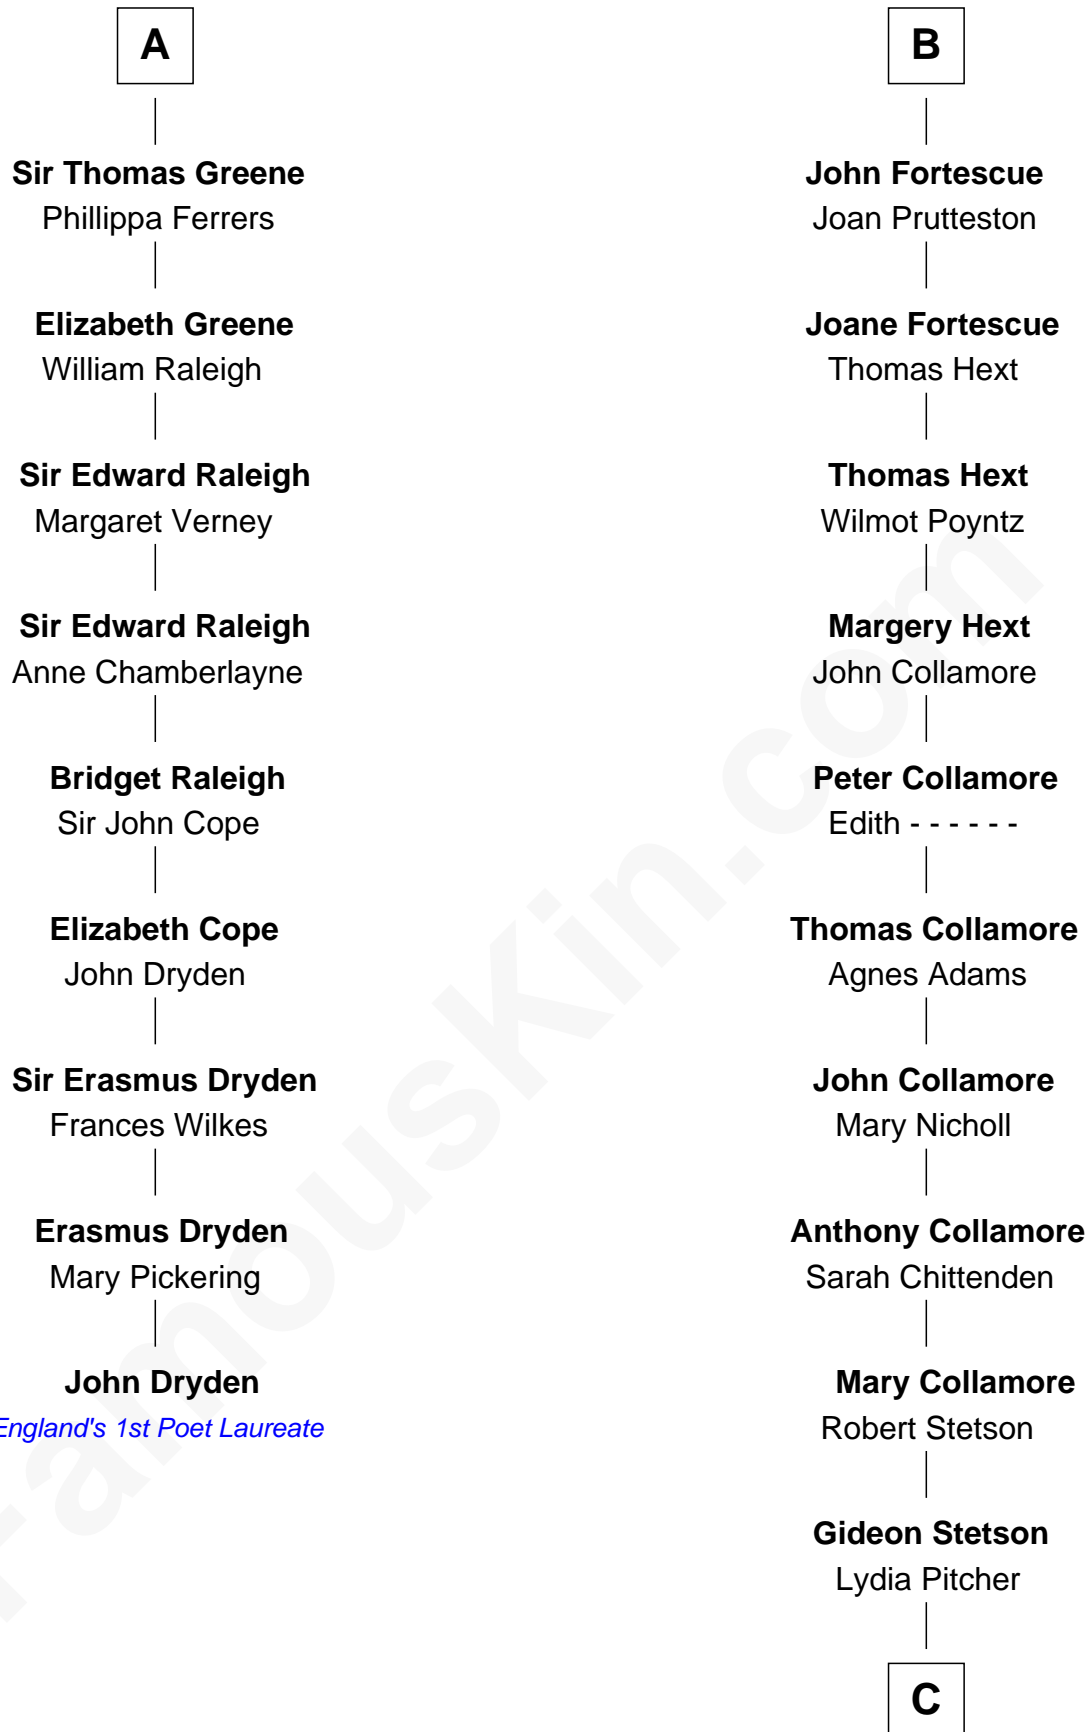 A
Sir Thomas Greene
Phillippa Ferrers
Elizabeth Greene
William Raleigh
Sir Edward Raleigh
Margaret Verney
Sir Edward Raleigh
Anne Chamberlayne
Bridget Raleigh
Sir John Cope
Elizabeth Cope
John Dryden
Sir Erasmus Dryden
Frances Wilkes
Erasmus Dryden
Mary Pickering
John Dryden
England's 1st Poet Laureate
B
John Fortescue
Joan Prutteston
Joane Fortescue
Thomas Hext
Thomas Hext
Wilmot Poyntz
Margery Hext
John Collamore
Peter Collamore
Edith - - - - - -
Thomas Collamore
Agnes Adams
John Collamore
Mary Nicholl
Anthony Collamore
Sarah Chittenden
Mary Collamore
Robert Stetson
Gideon Stetson
Lydia Pitcher
C
FamousKin.com